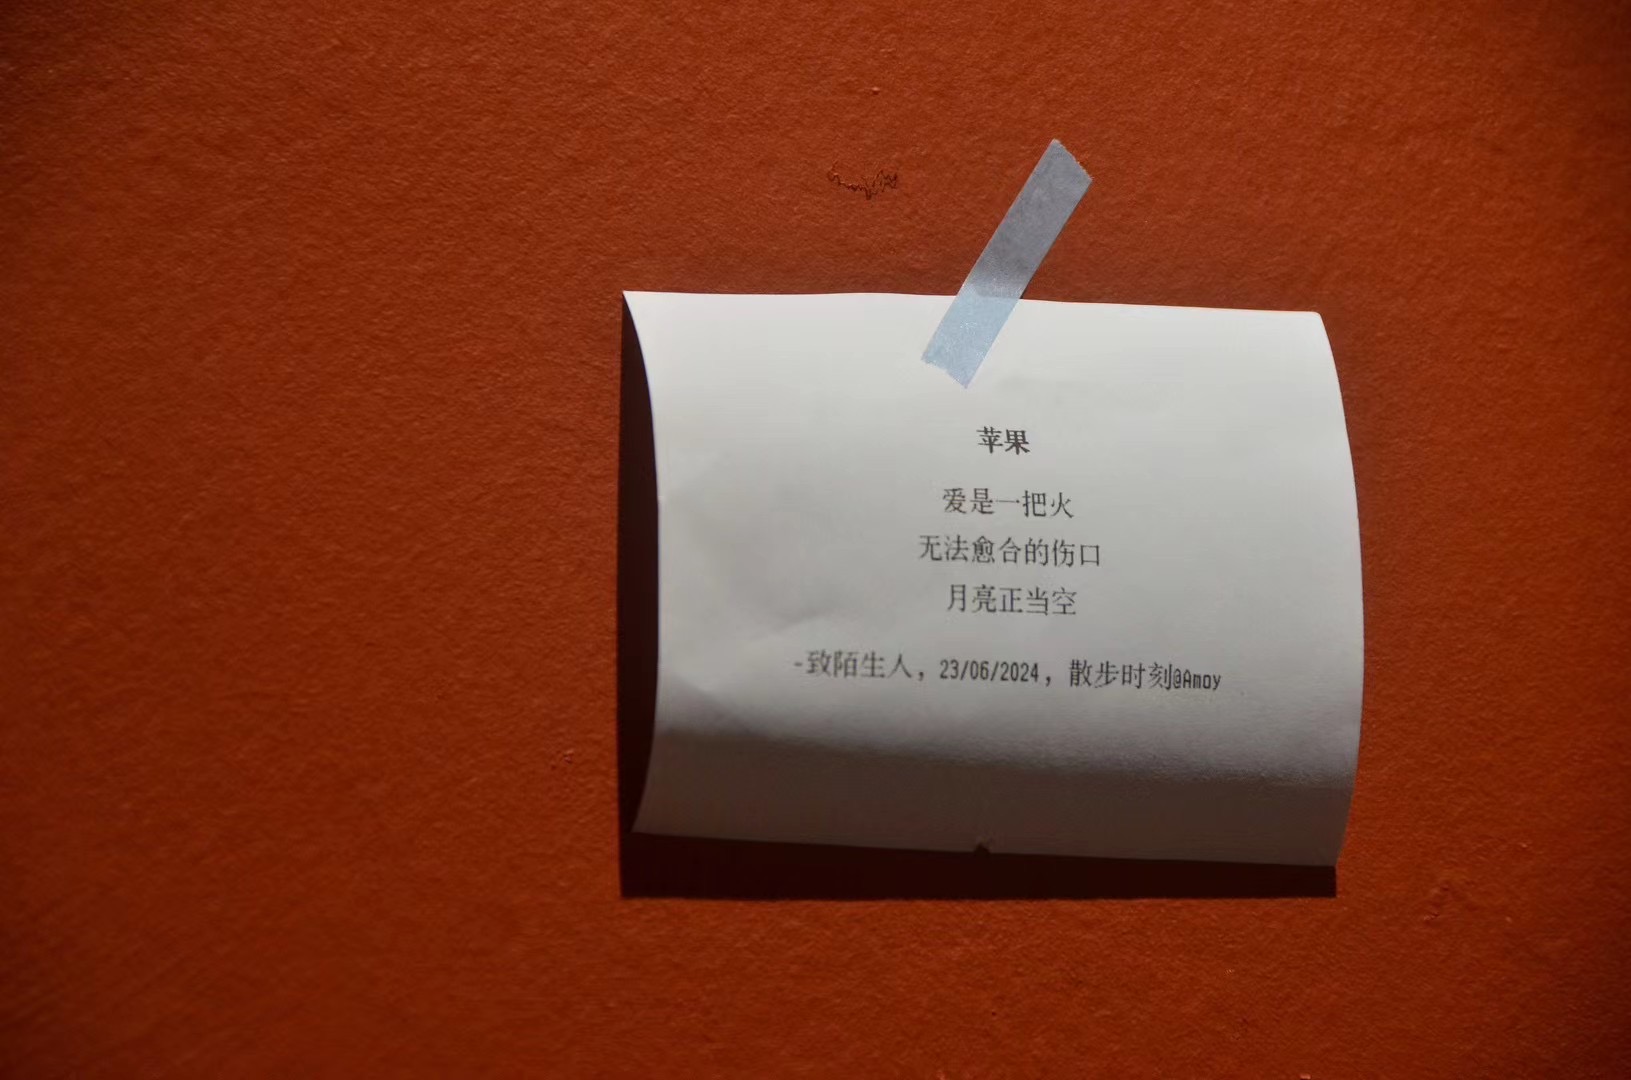 苹果
爱是一把火
无法愈合的伤口
月亮正当空
-致陌生人，23/06/2024，散步时刻@Amoy